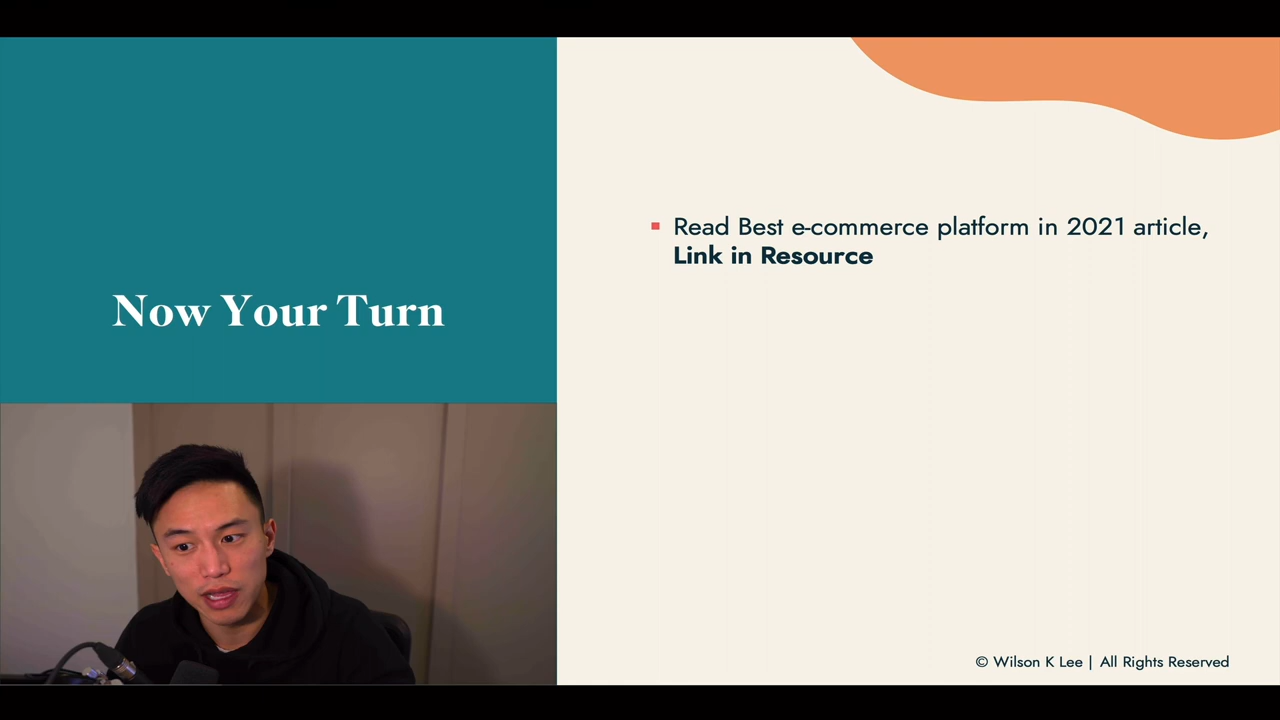 Now Your Turn
Read Best e-commerce platform in 2021 article,
Link in Resource
© Wilson K Lee | All Rights Reserved